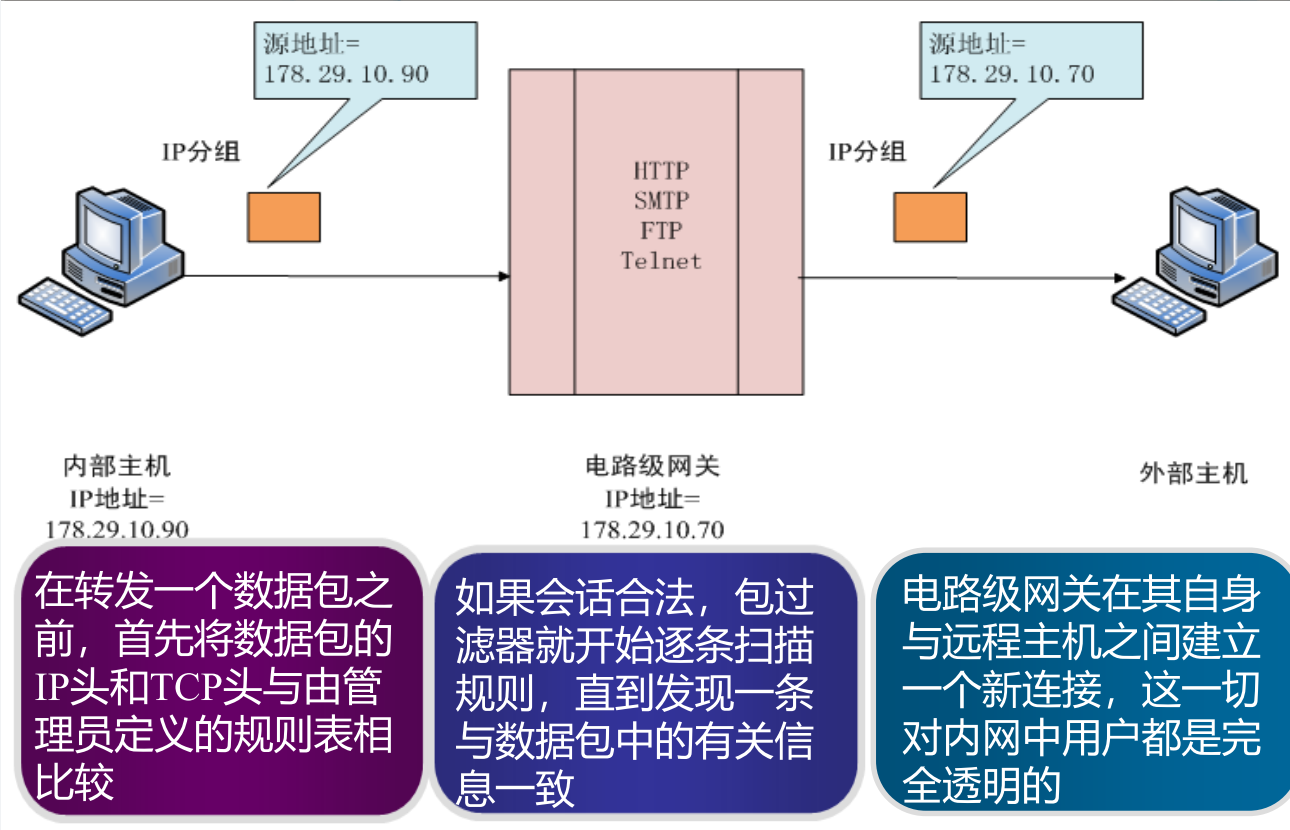 源地址=
178.29.10.90
源地址=
178.29.10.70
IP分组
IP分组
HTTP
SMTP
FTP
Telnet
内部主机
IP地址=
178.29.10.90
电路级网关
IP地址=
178.29.10.70
外部主机
在转发一个数据包之
前，首先将数据包的
IP头和TCP头与由管
理员定义的规则表相
比较
如果会话合法，包过
滤器就开始逐条扫描
规则，直到发现一条
与数据包中的有关信
息一致
电路级网关在其自身
与远程主机之间建立
一个新连接，这一切
对内网中用户都是完
全透明的